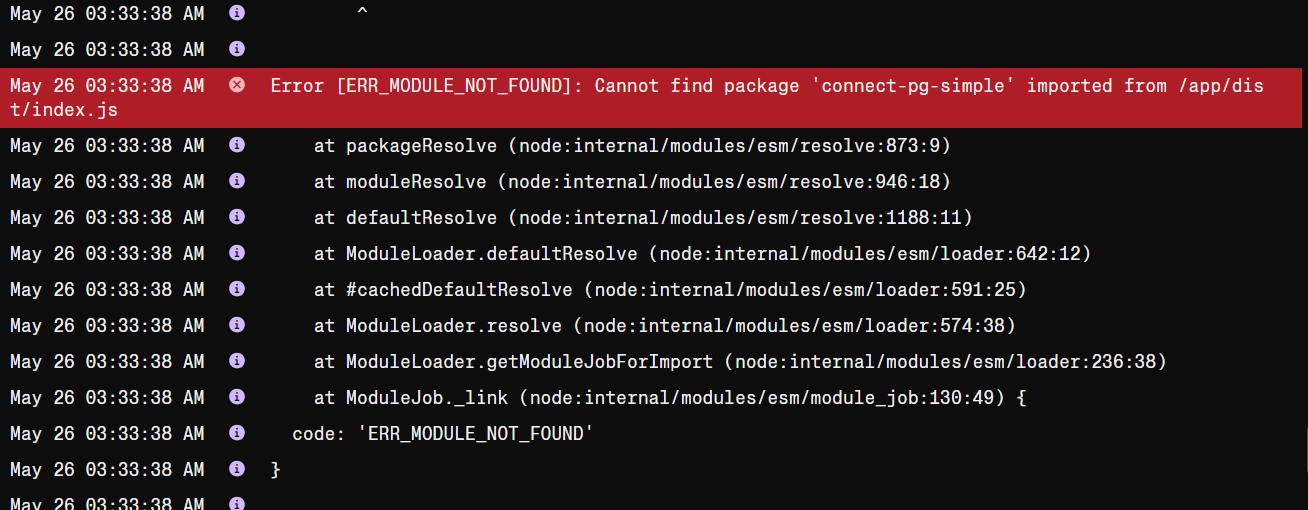 May 26 03:33:38 AM ^
May 26 03:33:38 AM
May 26 03:33:38 AM Error [ERR_MODULE_NOT_FOUND]: Cannot find package 'connect-pg-simple' imported from /app/dis
t/index.js
May 26 03:33:38 AM at packageResolve (node:internal/modules/esm/resolve:873:9)
May 26 03:33:38 AM at moduleResolve (node:internal/modules/esm/resolve:946:18)
May 26 03:33:38 AM at defaultResolve (node:internal/modules/esm/resolve:1188:11)
May 26 03:33:38 AM at ModuleLoader.defaultResolve (node:internal/modules/esm/loader:642:12)
May 26 03:33:38 AM at #cachedDefaultResolve (node:internal/modules/esm/loader:591:25)
May 26 03:33:38 AM at ModuleLoader.resolve (node:internal/modules/esm/loader:574:38)
May 26 03:33:38 AM at ModuleLoader.getModuleJobForImport (node:internal/modules/esm/loader:236:38)
May 26 03:33:38 AM at ModuleJob._link (node:internal/modules/esm/module_job:130:49) {
May 26 03:33:38 AM code: 'ERR_MODULE_NOT_FOUND'
May 26 03:33:38 AM }
May 26 03:33:38 AM